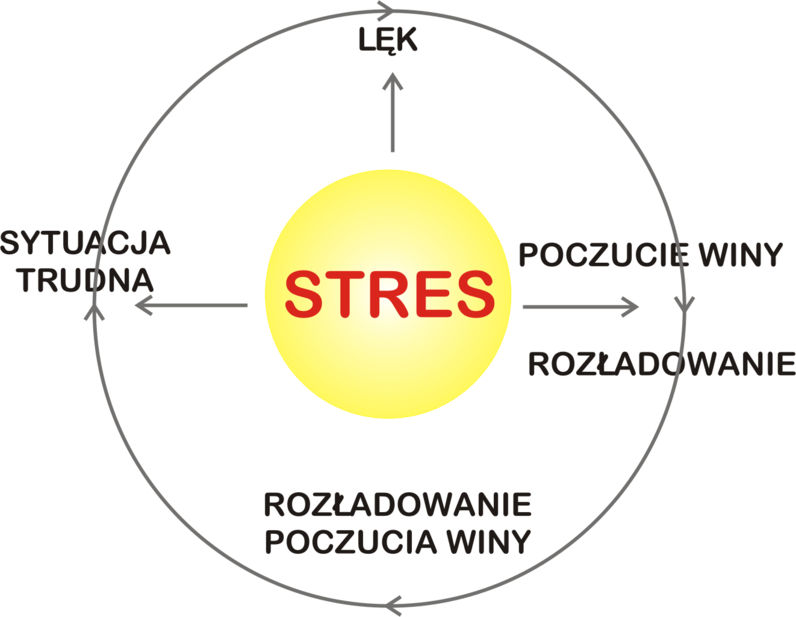 LĘK
SYTUACJA
TRUDNA
STRES
POCZUCIE WINY
ROZŁADOWANIE
ROZŁADOWANIE
POCZUCIA WINY